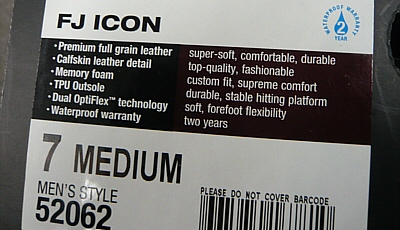 FJ ICON
WATERPROOF WARRANTY
2
YEAR
•Premium full grain leather super-soft, comfortable, durable
•Calfskin leather detail top-quality, fashionable
•Memory foam custom fit, supreme comfort
•TPU Outsole durable, stable hitting platform
•Dual OptiFlex™ technology soft, forefoot flexibility
•Waterproof warranty two years
7 MEDIUM
MEN'S STYLE
52062
PLEASE DO NOT COVER BARCODE